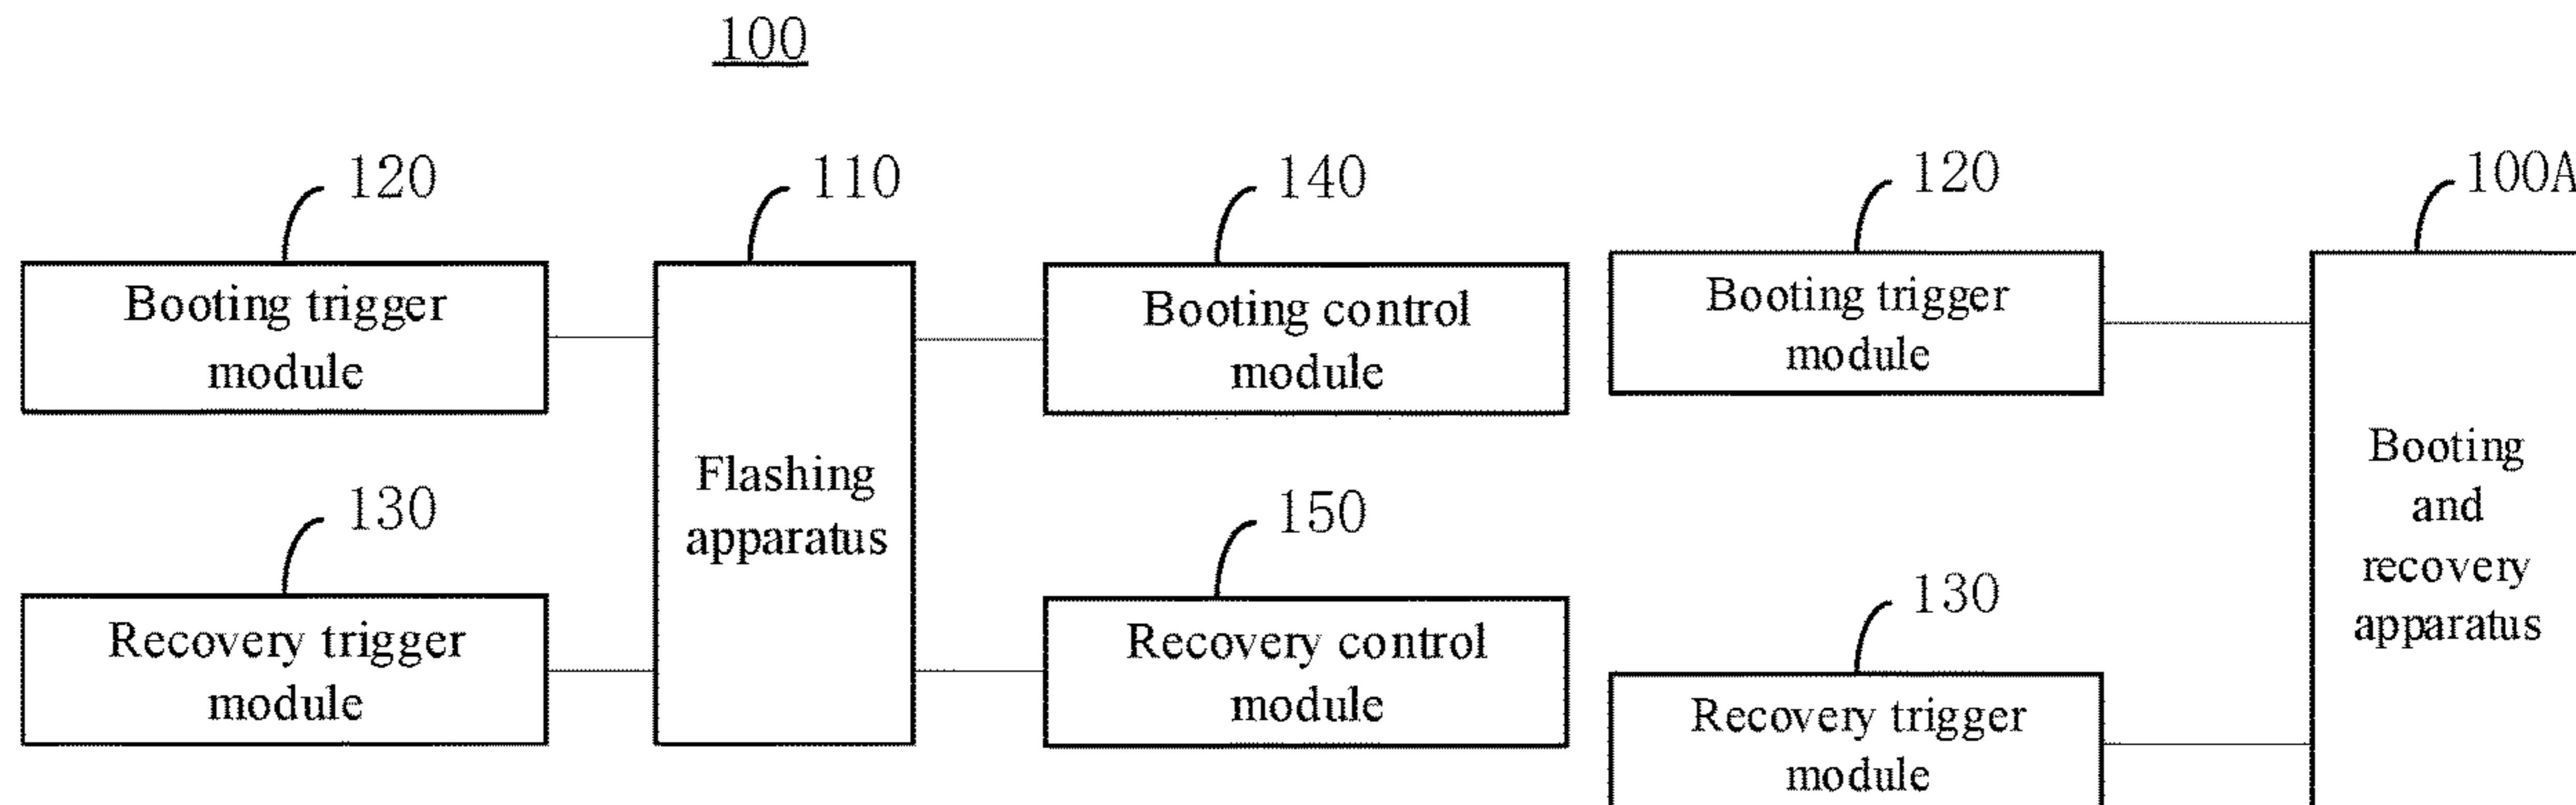 100
120
110
140
120
100A
Booting trigger
module
Flashing
apparatus
Booting control
module
Booting trigger
module
Booting
and
recovery
apparatus
130
150
130
Recovery trigger
module
Recovery control
module
Recovery trigger
module